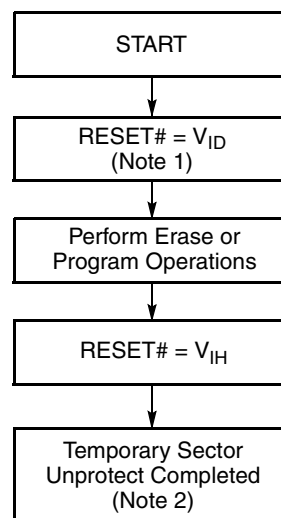 START
RESET# = VID
(Note 1)
Perform Erase or
Program Operations
RESET# = VIH
Temporary Sector
Unprotect Completed
(Note 2)